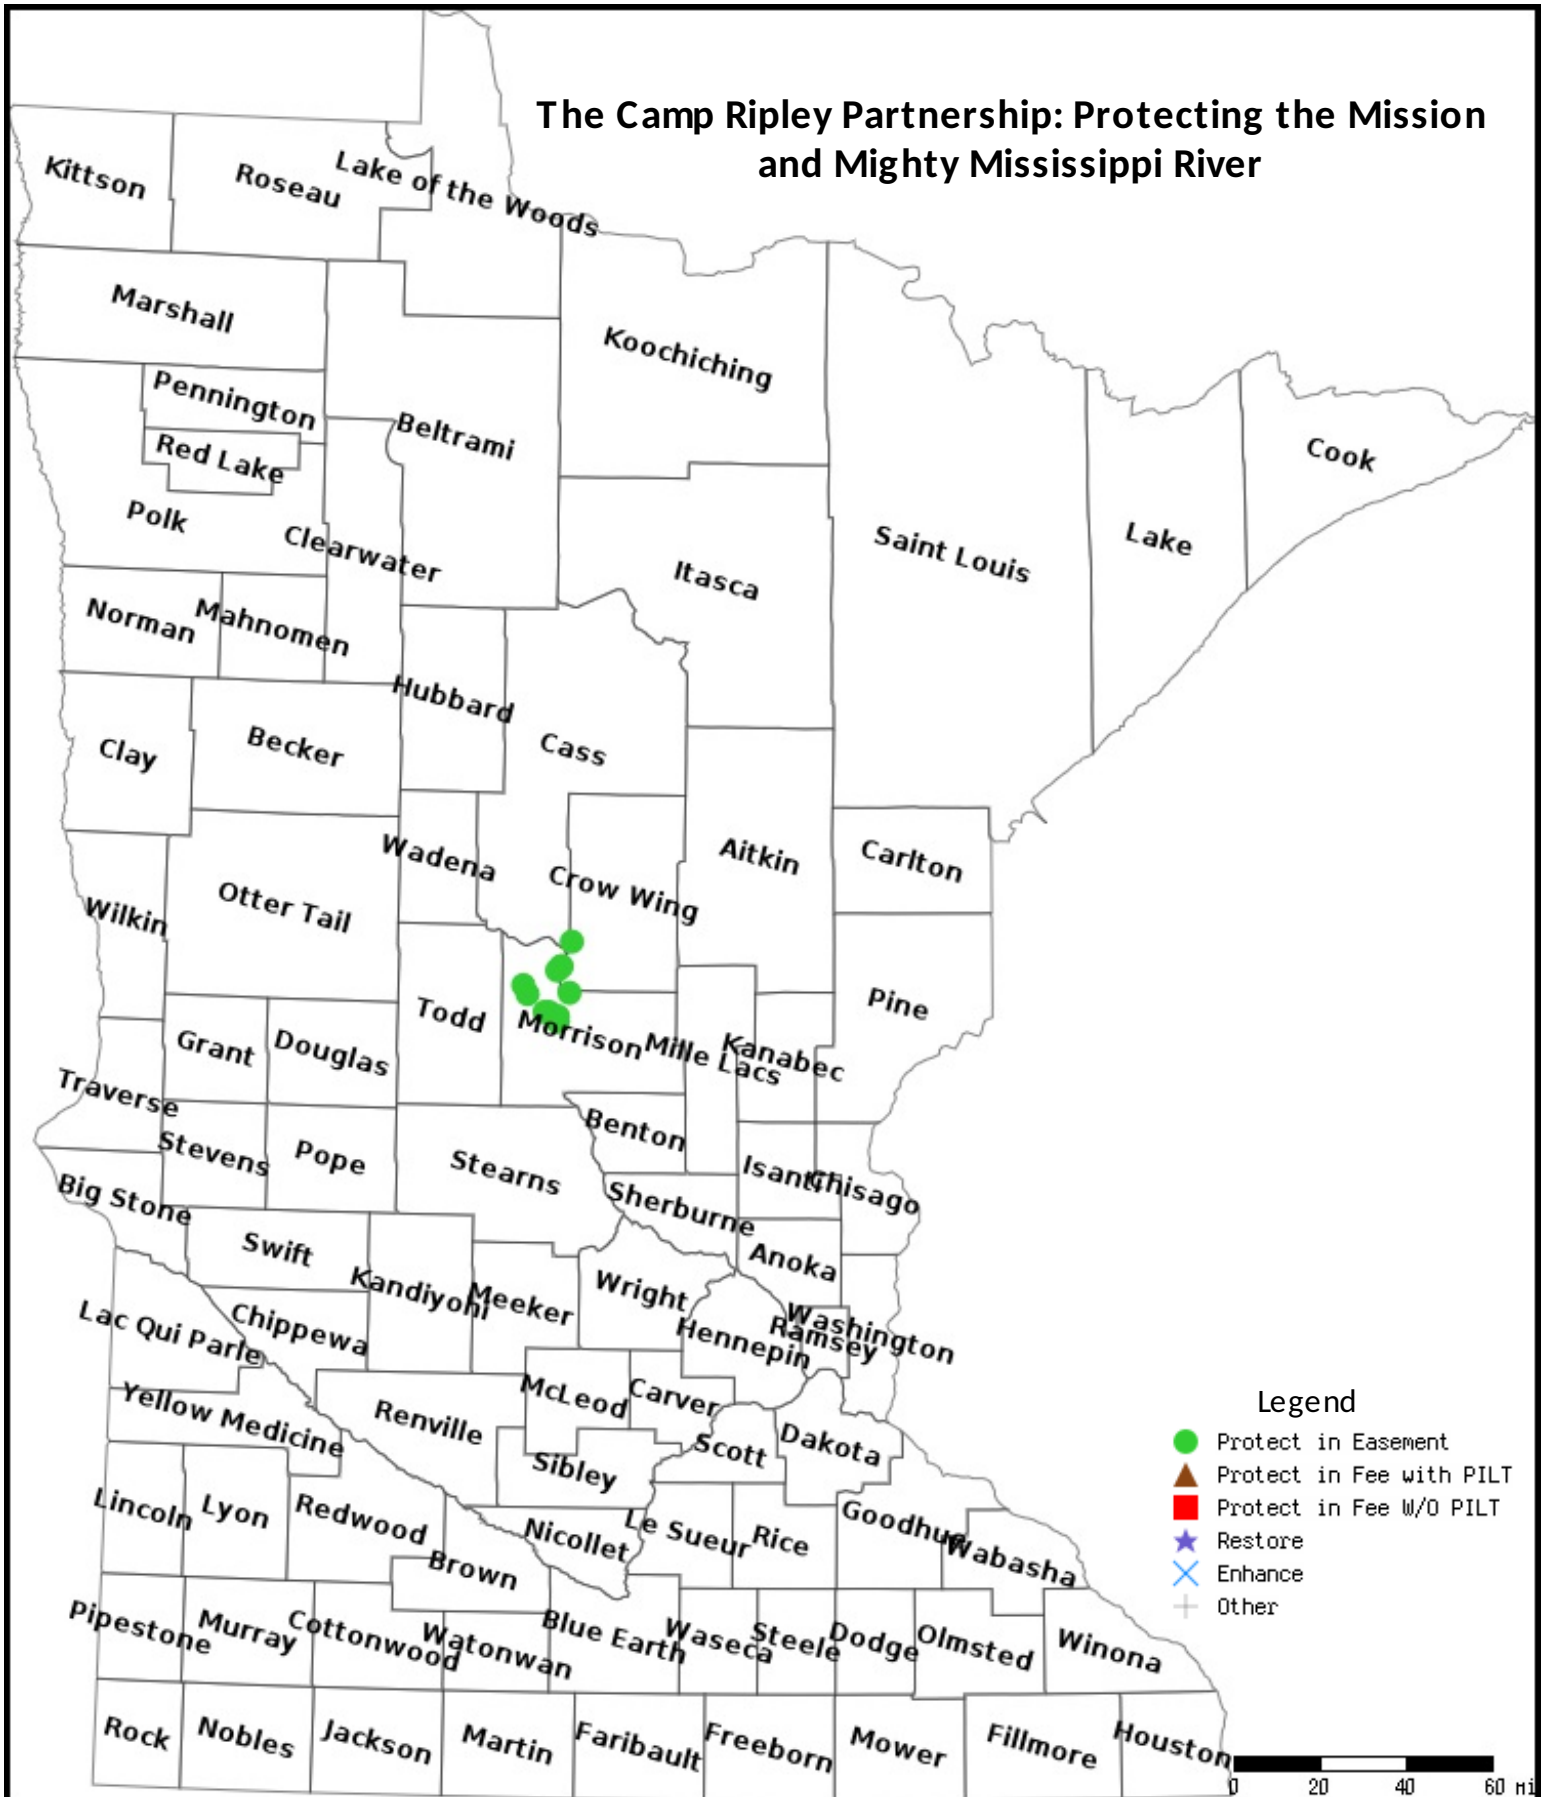 The Camp Ripley Partnership: Protecting the Mission
and Mighty Mississippi River
Kittson
Roseau
Lake of the Woods
Marshall
Koochiching
Pennington
Beltrami
Red Lake
Cook
Polk
Clearwater
Saint Louis
Lake
Itasca
Norman
Mahnomen
Hubbard
Clay
Becker
Cass
Wadena
Crow Wing
Aitkin
Carlton
Wilkin
Otter Tail
Todd
Morrison
Mille Lacs
Kanabec
Pine
Grant
Douglas
Traverse
Stevens
Pope
Stearns
Benton
Isanti
Chisago
Big Stone
Sherburne
Swift
Anoka
Kandiyohi
Meeker
Wright
Lac Qui Parle
Chippewa
Hennepin
Ramsey
Washington
Yellow Medicine
Renville
McLeod
Carver
Scott
Dakota
Sibley
Lincoln
Lyon
Redwood
Nicollet
Le Sueur
Rice
Goodhue
Wabasha
Brown
Pipestone
Murray
Cottonwood
Watonwan
Blue Earth
Waseca
Steele
Dodge
Olmsted
Winona
Rock
Nobles
Jackson
Martin
Faribault
Freeborn
Mower
Fillmore
Houston
Legend
Protect in Easement
Protect in Fee with PILT
Protect in Fee W/O PILT
Restore
Enhance
Other
0 20 40 60 mi